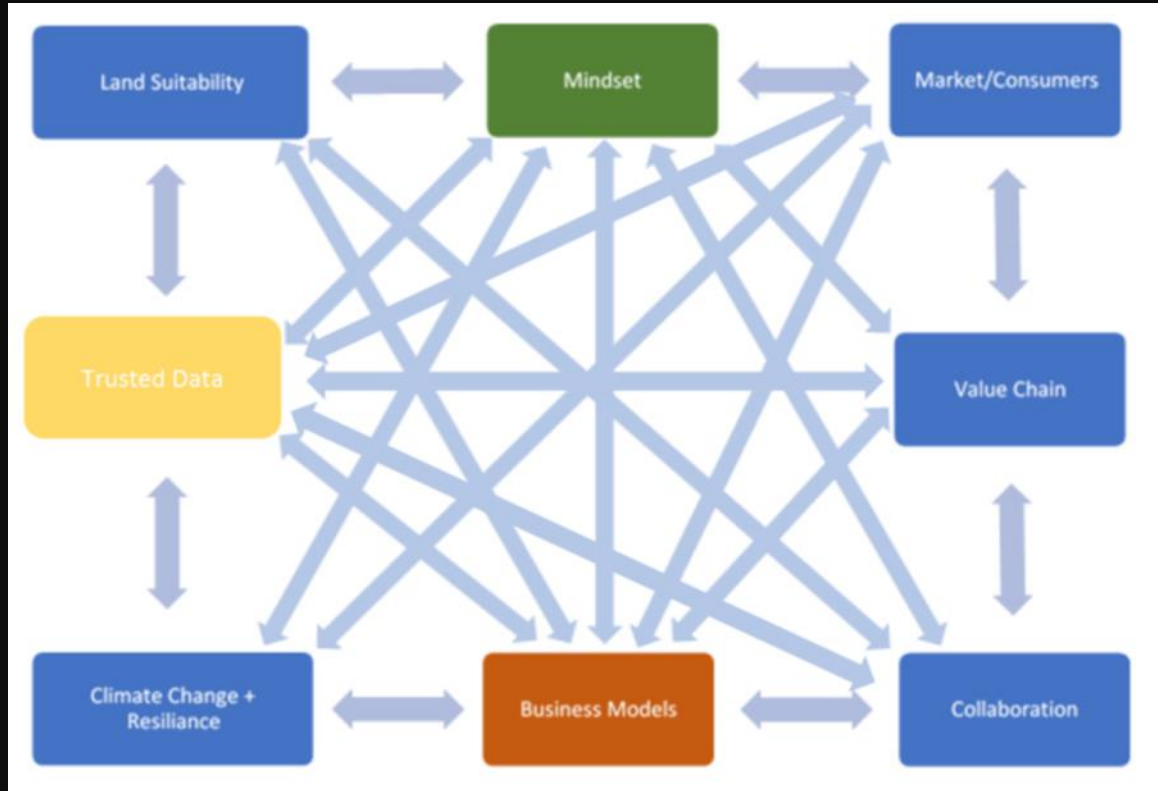 Land Suitability
Mindset
Market/Consumers
Trusted Data
Value Chain
Climate Change +
Resiliance
Business Models
Collaboration